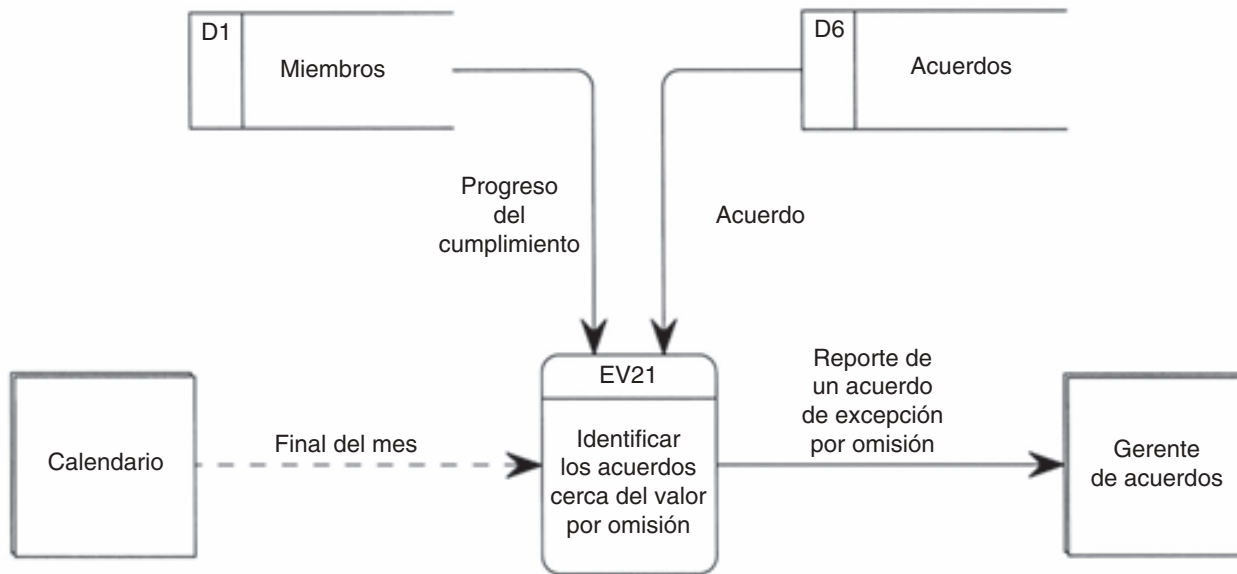 D1
Miembros
D6
Acuerdos
Progreso
del
cumplimiento
Acuerdo
Calendario
Final del mes
EV21
Identificar
los acuerdos
cerca del valor
por omisión
Reporte de
un acuerdo
de excepción
por omisión
Gerente
de acuerdos